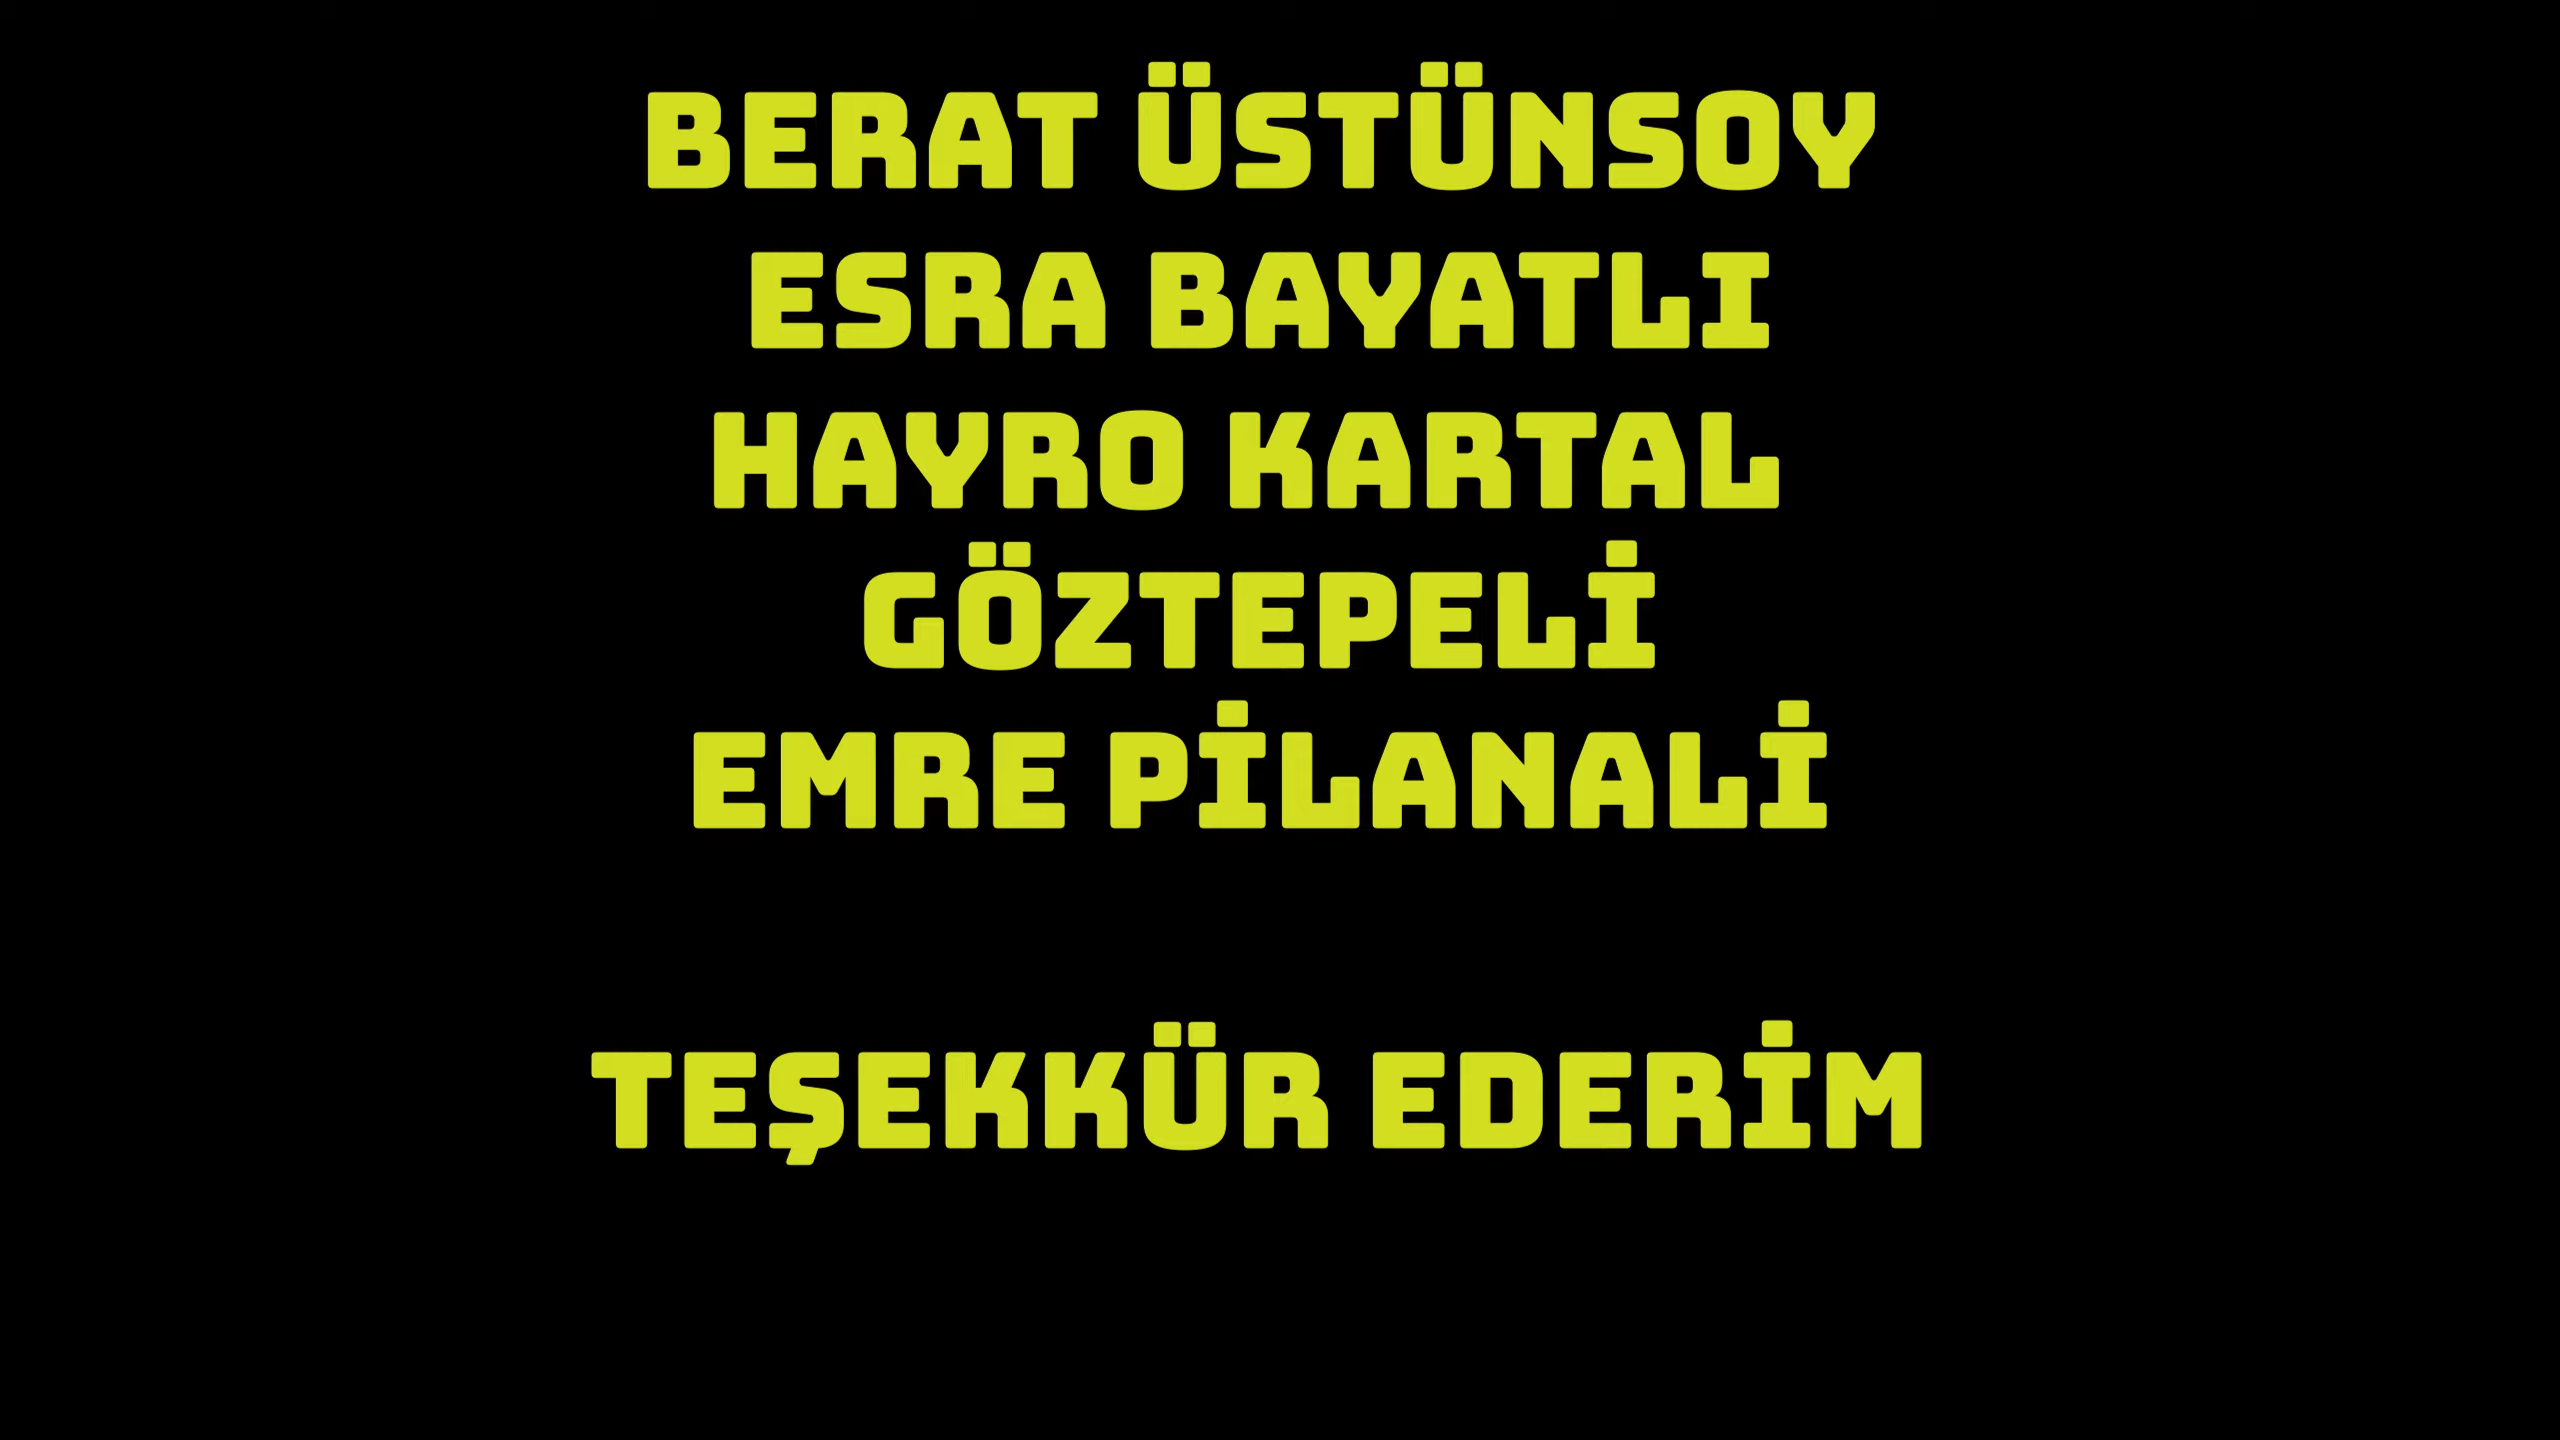 BERAT ÜSTÜNSOY
ESRA BAYATLI
HAYRO KARTAL
GÖZTEPELİ
EMRE PİLANALİ
TEŞEKKÜR EDERİM